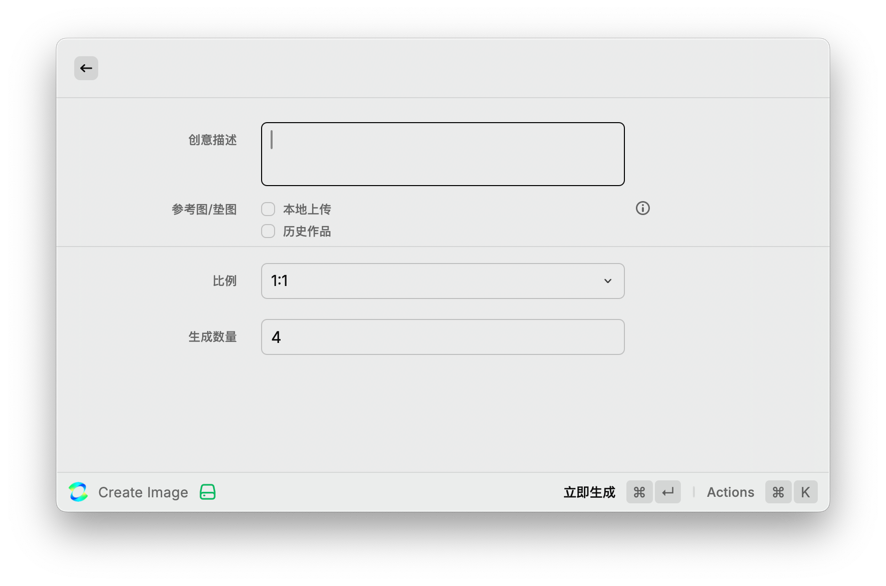 创意描述
参考图/垫图
本地上传
历史作品
比例
1:1
生成数量
4
Create Image
立即生成 ⌘ ↵ | Actions ⌘ K